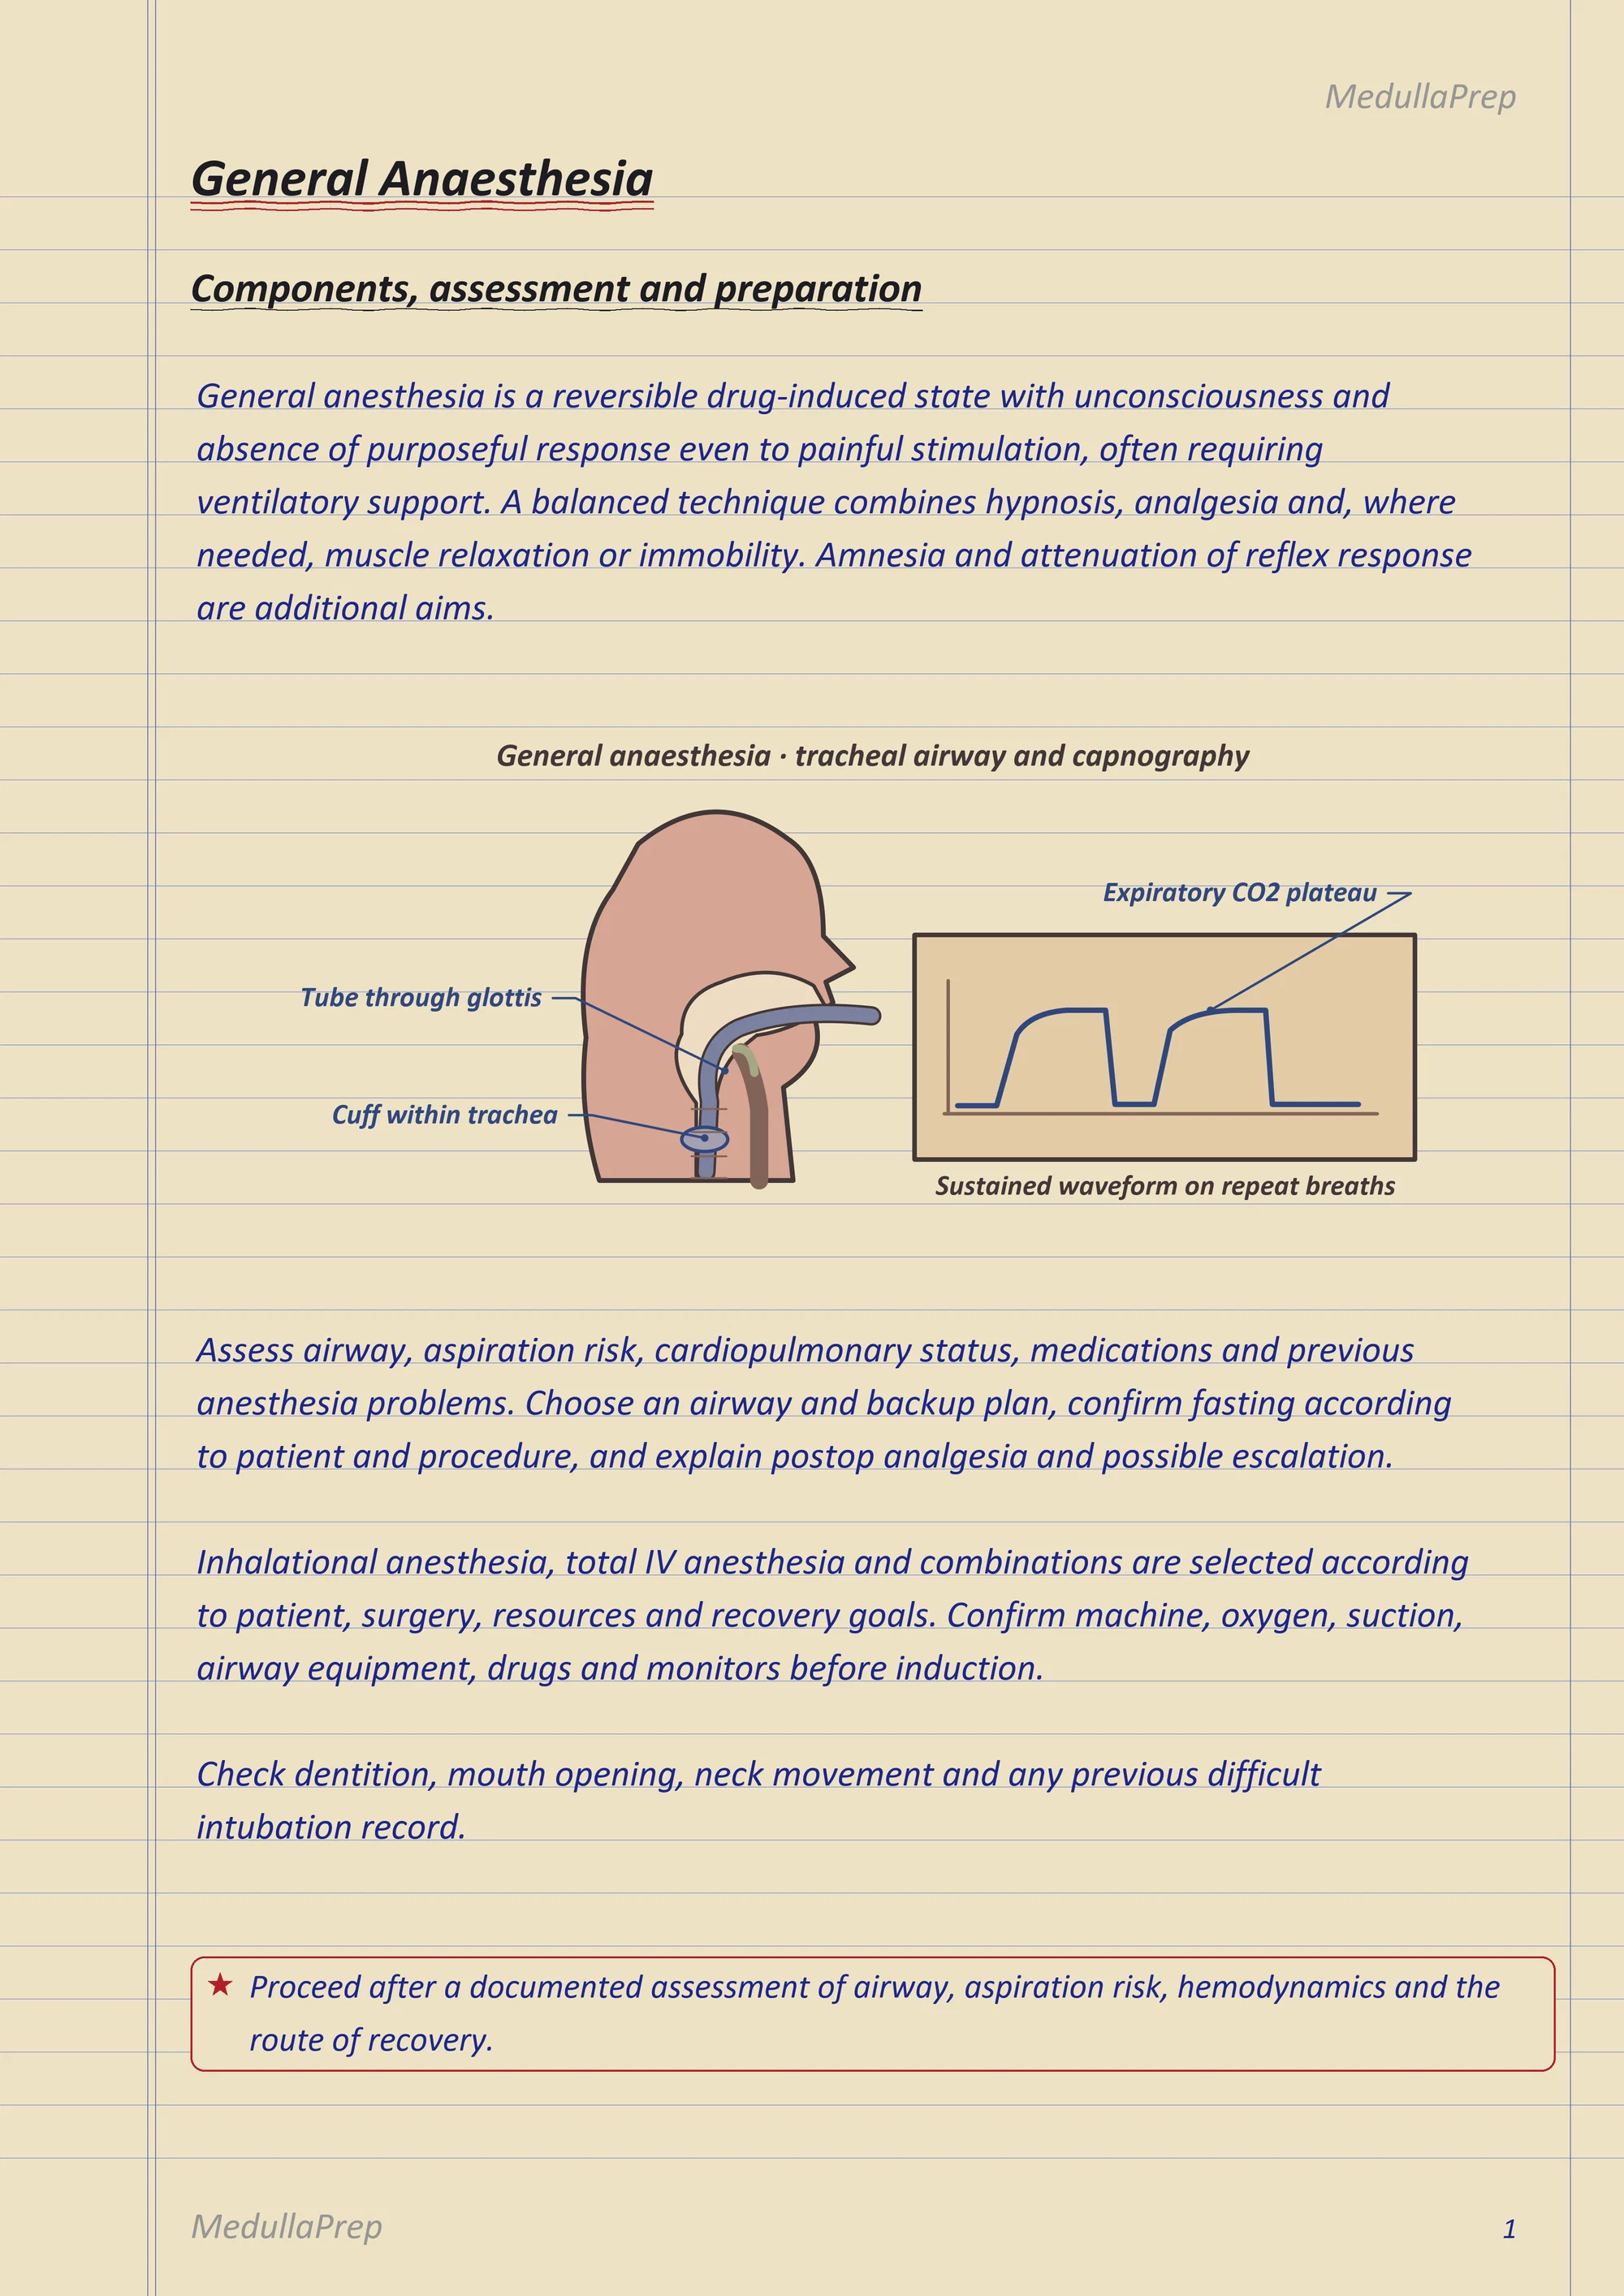 MedullaPrep
General Anaesthesia
Components, assessment and preparation
General anesthesia is a reversible drug-induced state with unconsciousness and
absence of purposeful response even to painful stimulation, often requiring
ventilatory support. A balanced technique combines hypnosis, analgesia and, where
needed, muscle relaxation or immobility. Amnesia and attenuation of reflex response
are additional aims.
General anaesthesia · tracheal airway and capnography
Expiratory CO2 plateau
Tube through glottis
Cuff within trachea
Sustained waveform on repeat breaths
Assess airway, aspiration risk, cardiopulmonary status, medications and previous
anesthesia problems. Choose an airway and backup plan, confirm fasting according
to patient and procedure, and explain postop analgesia and possible escalation.
Inhalational anesthesia, total IV anesthesia and combinations are selected according
to patient, surgery, resources and recovery goals. Confirm machine, oxygen, suction,
airway equipment, drugs and monitors before induction.
Check dentition, mouth opening, neck movement and any previous difficult
intubation record.
★ Proceed after a documented assessment of airway, aspiration risk, hemodynamics and the
route of recovery.
MedullaPrep
1